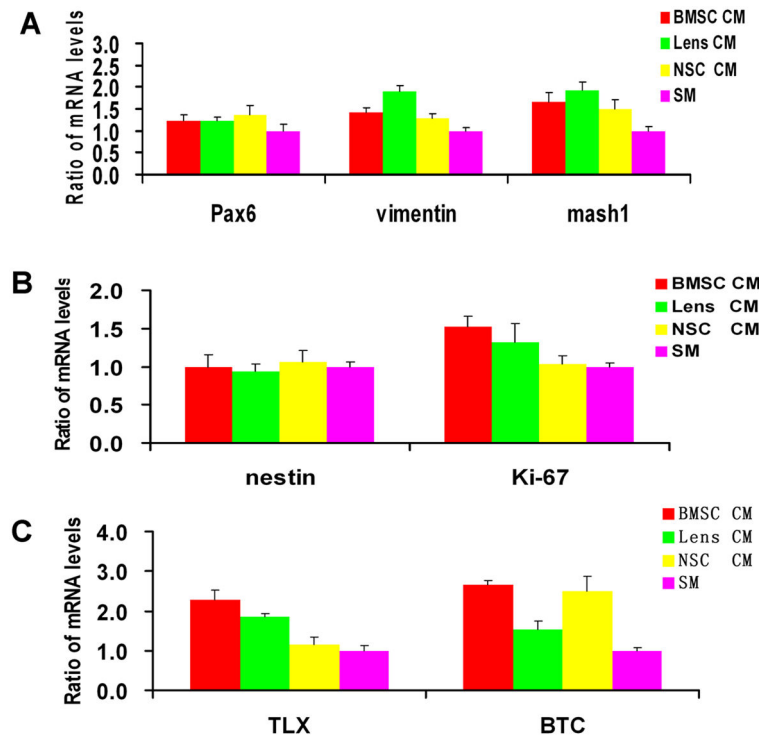 A
Ratio of mRNA levels
3.0
2.5
2.0
1.5
1.0
0.5
0.0
BMSC CM
Lens CM
NSC CM
SM
Pax6 vimentin mash1
B
Ratio of mRNA levels
2.0
1.5
1.0
0.5
0.0
BMSC CM
Lens CM
NSC CM
SM
nestin Ki-67
C
Ratio of mRNA levels
4.0
3.0
2.0
1.0
0.0
BMSC CM
Lens CM
NSC CM
SM
TLX BTC